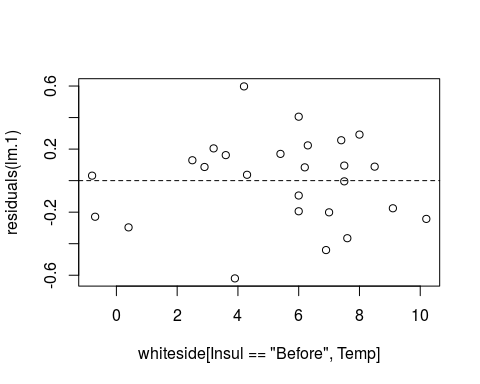 residuals(lm.1)
0.6
0.2
-0.2
-0.6
0 2 4 6 8 10
whiteside[Insul == "Before", Temp]